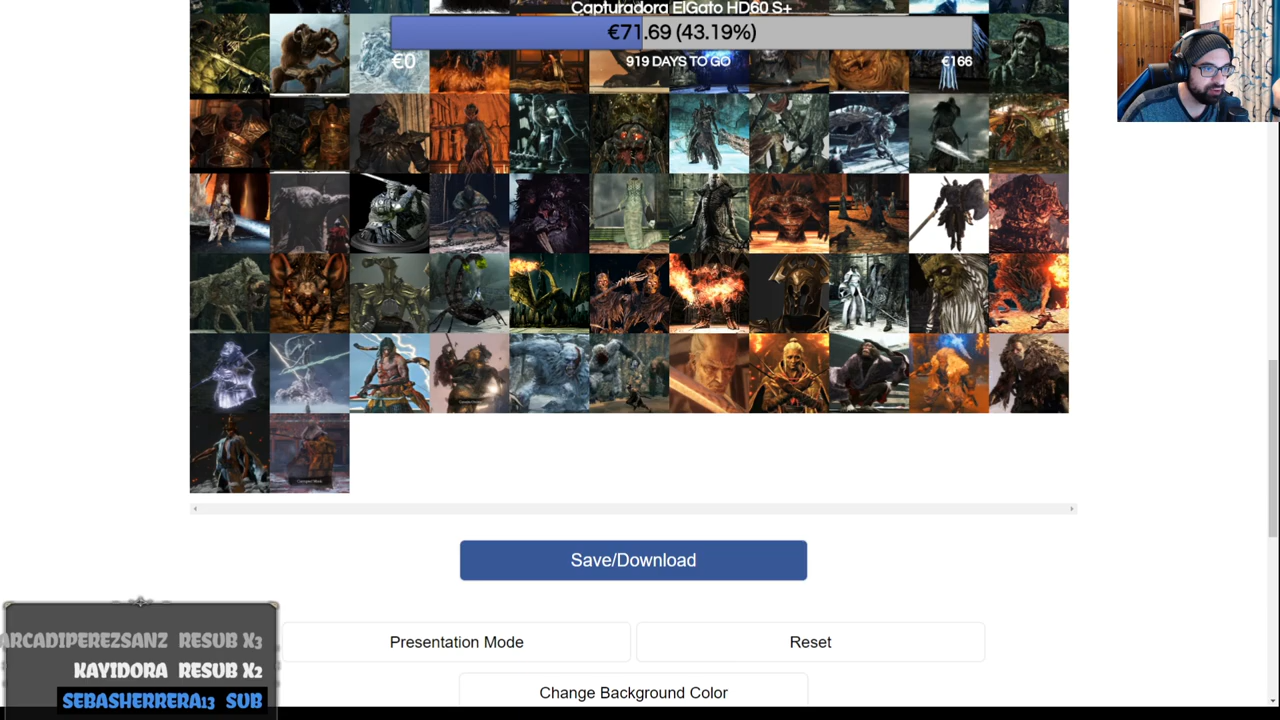 Capturadora ElGato HD60 S+
€71.69 (43.19%)
€0
919 DAYS TO GO
€166
Save/Download
Presentation Mode
Reset
Change Background Color
ARCADIPEREZSANZ RESUB X3
KAYIDORA RESUB X2
SEBASHERRERA13 SUB